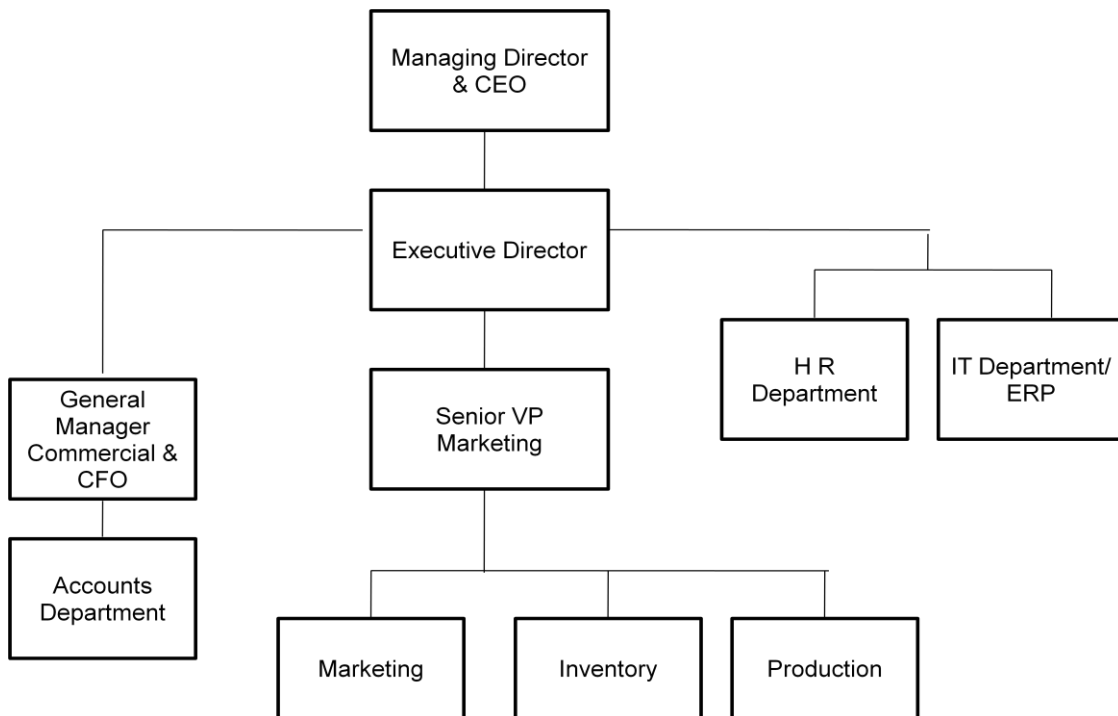 Managing Director
& CEO
Executive Director
General
Manager
Commercial &
CFO
Senior VP
Marketing
H R
Department
IT Department/
ERP
Accounts
Department
Marketing
Inventory
Production